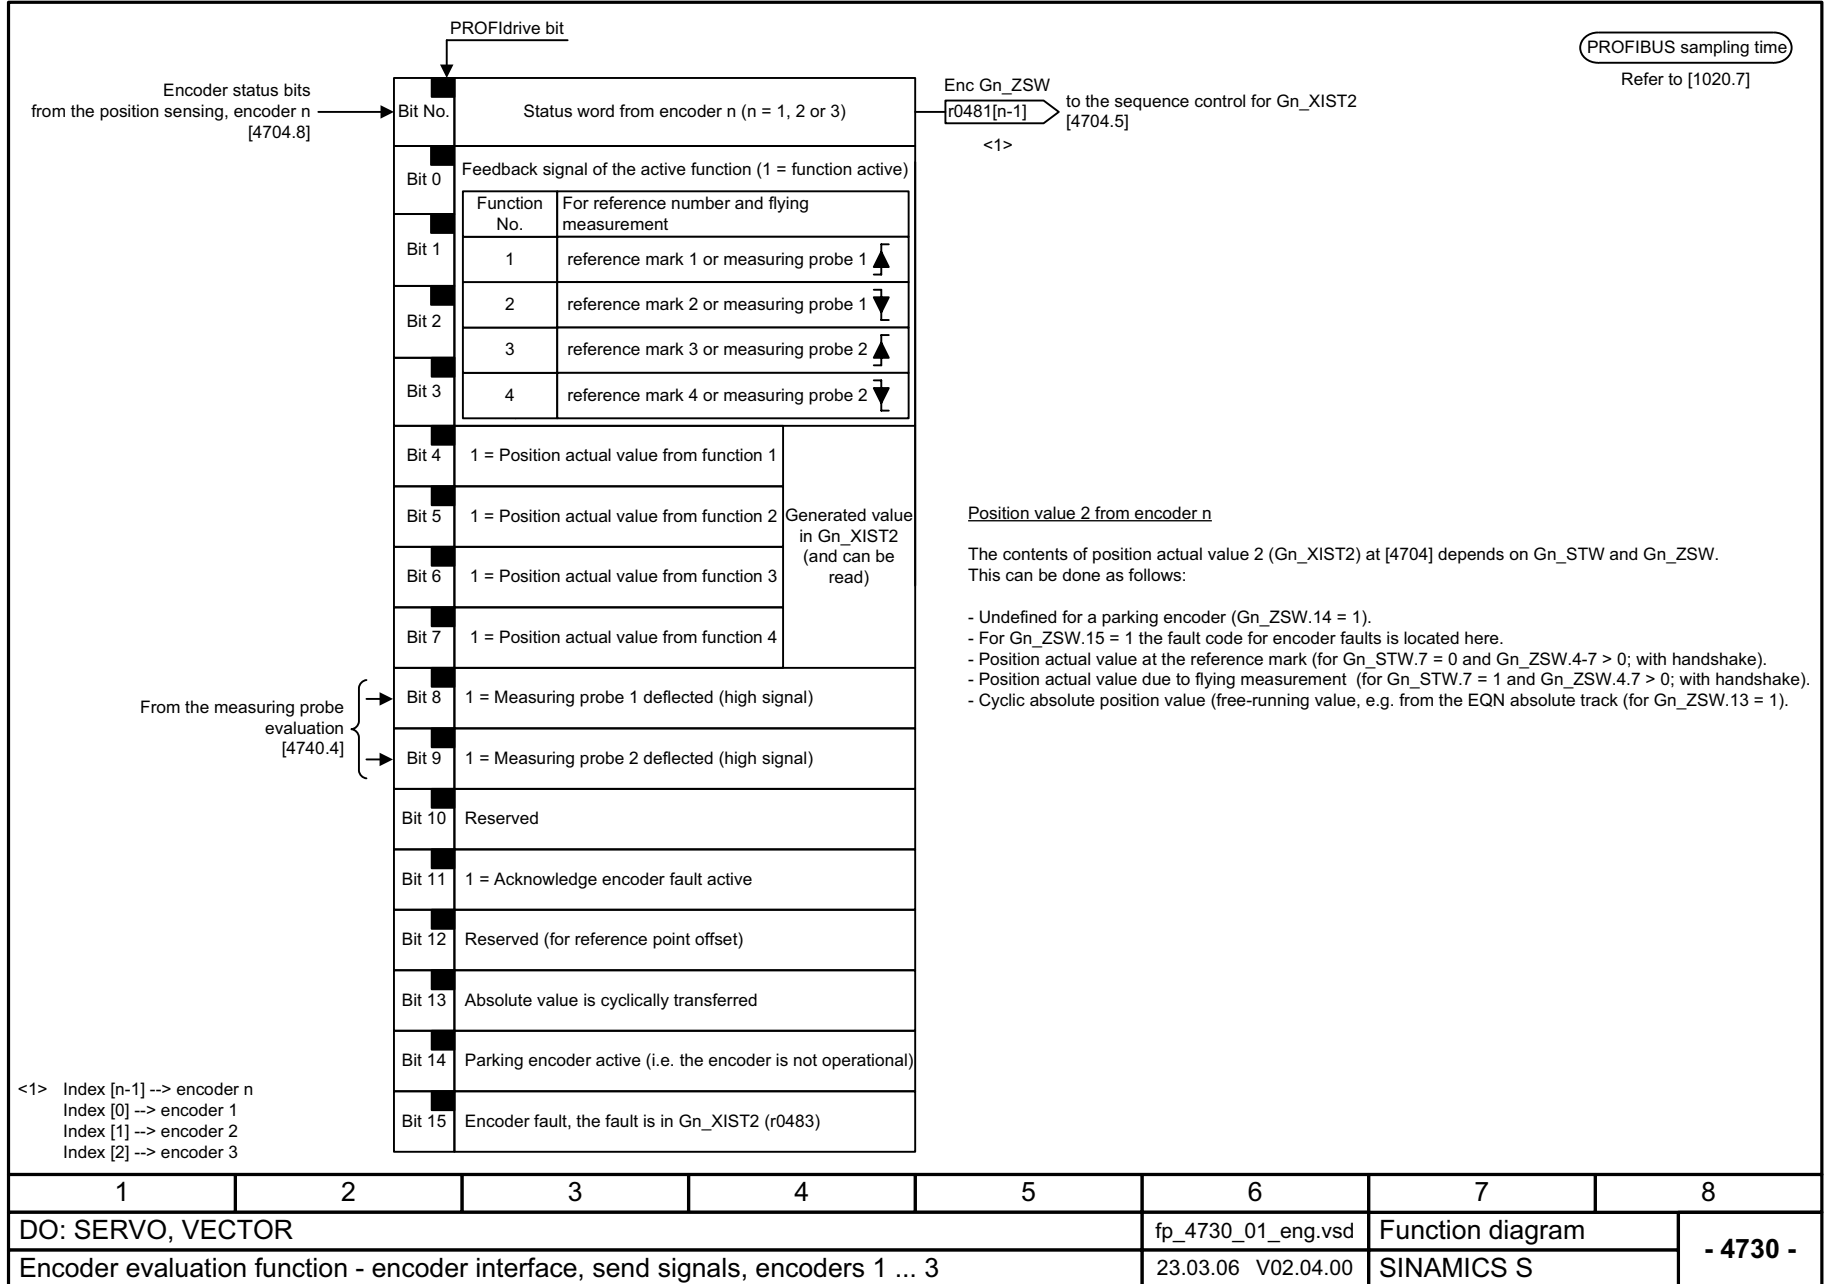 PROFIdrive bit
PROFIBUS sampling time
Refer to [1020.7]
Encoder status bits
from the position sensing, encoder n
[4704.8]
Bit No.
Status word from encoder n (n = 1, 2 or 3)
Enc Gn_ZSW
r0481[n-1]
<1>
to the sequence control for Gn_XIST2
[4704.5]
Bit 0
Feedback signal of the active function (1 = function active)
Function
No.
For reference number and flying
measurement
Bit 1
1
reference mark 1 or measuring probe 1
Bit 2
2
reference mark 2 or measuring probe 1
3
reference mark 3 or measuring probe 2
Bit 3
4
reference mark 4 or measuring probe 2
Bit 4
1 = Position actual value from function 1
Bit 5
1 = Position actual value from function 2
Generated value
in Gn_XIST2
(and can be
read)
Bit 6
1 = Position actual value from function 3
Bit 7
1 = Position actual value from function 4
Position value 2 from encoder n
The contents of position actual value 2 (Gn_XIST2) at [4704] depends on Gn_STW and Gn_ZSW.
This can be done as follows:
- Undefined for a parking encoder (Gn_ZSW.14 = 1).
- For Gn_ZSW.15 = 1 the fault code for encoder faults is located here.
- Position actual value at the reference mark (for Gn_STW.7 = 0 and Gn_ZSW.4-7 > 0; with handshake).
- Position actual value due to flying measurement (for Gn_STW.7 = 1 and Gn_ZSW.4.7 > 0; with handshake).
- Cyclic absolute position value (free-running value, e.g. from the EQN absolute track (for Gn_ZSW.13 = 1).
From the measuring probe
evaluation
[4740.4]
Bit 8
1 = Measuring probe 1 deflected (high signal)
Bit 9
1 = Measuring probe 2 deflected (high signal)
Bit 10
Reserved
Bit 11
1 = Acknowledge encoder fault active
Bit 12
Reserved (for reference point offset)
Bit 13
Absolute value is cyclically transferred
Bit 14
Parking encoder active (i.e. the encoder is not operational)
Bit 15
Encoder fault, the fault is in Gn_XIST2 (r0483)
<1> Index [n-1] --> encoder n
Index [0] --> encoder 1
Index [1] --> encoder 2
Index [2] --> encoder 3
1 2 3 4 5 6 7 8
DO: SERVO, VECTOR
fp_4730_01_eng.vsd
Function diagram
- 4730 -
Encoder evaluation function - encoder interface, send signals, encoders 1 ... 3
23.03.06 V02.04.00
SINAMICS S